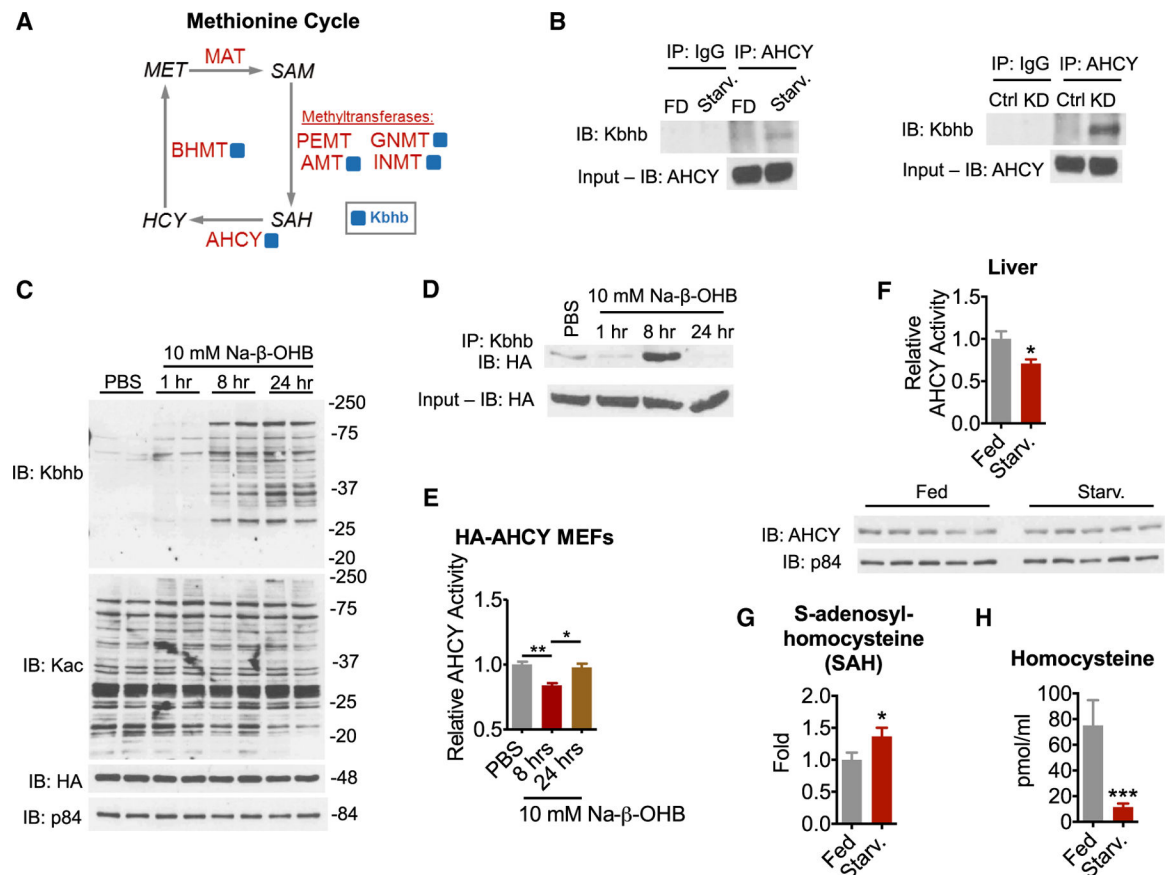 A
Methionine Cycle
MAT
MET
SAM
Methyltransferases:
PEMT GNMT
AMT INMT
BHMT
HCY
SAH
Kbhb
AHCY
B
IP: IgG IP: AHCY
FD Starv. FD Starv.
IB: Kbhb
Input – IB: AHCY
IP: IgG IP: AHCY
Ctrl KD Ctrl KD
IB: Kbhb
Input – IB: AHCY
C
10 mM Na-β-OHB
PBS 1 hr 8 hr 24 hr
-250
-75
IB: Kbhb
-37
-25
-20
-250
-75
IB: Kac
-37
-25
-20
IB: HA -48
IB: p84 -84
D
10 mM Na-β-OHB
PBS 1 hr 8 hr 24 hr
IP: Kbhb
IB: HA
Input – IB: HA
E
HA-AHCY MEFs
Relative AHCY Activity
1.5
1.0
0.5
** *
PBS 8 hrs 24 hrs
10 mM Na-β-OHB
F
Liver
Relative
AHCY Activity
1.5
1.0
0.5
0.0
*
Fed Starv.
Fed Starv.
IB: AHCY
IB: p84
G
S-adenosyl-
homocysteine
(SAH)
Fold
2.0
1.5
1.0
0.5
0.0
*
Fed Starv.
H
Homocysteine
pmol/ml
100
80
60
40
20
0
***
Fed Starv.